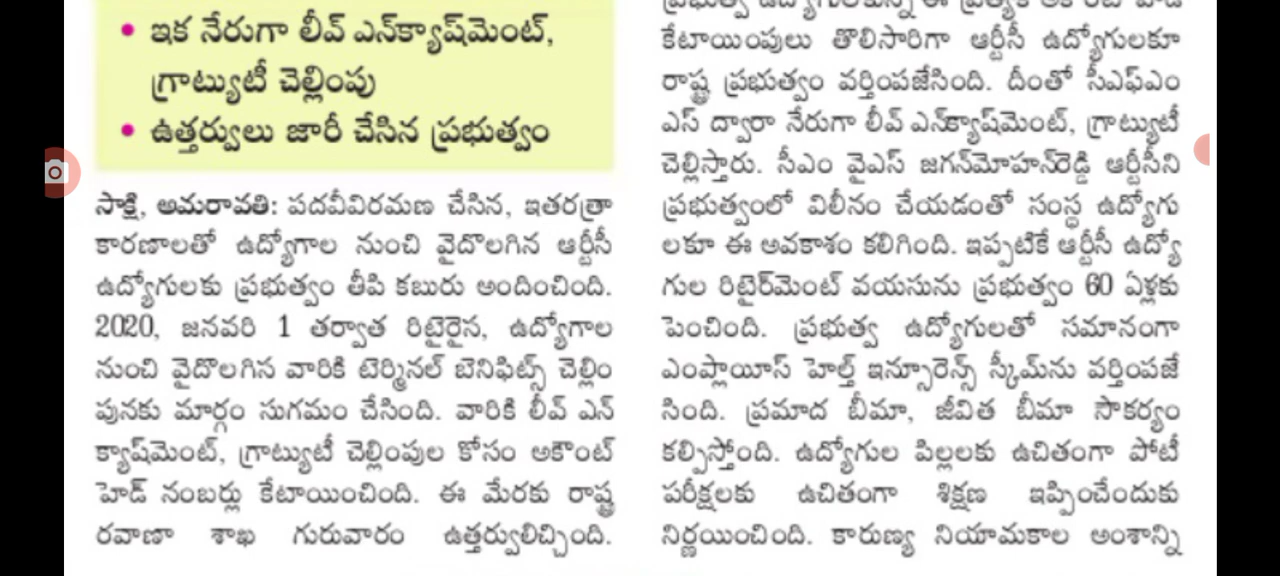 • ఇక నేరుగా లీవ్ ఎన్‌క్యాష్‌మెంట్,
గ్రాట్యుటీ చెల్లింపు
• ఉత్తర్వులు జారీ చేసిన ప్రభుత్వం
సాక్షి, అమరావతి: పదవీవిరమణ చేసిన, ఇతరత్రా
కారణాలతో ఉద్యోగాల నుంచి వైదొలగిన ఆర్టీసీ
ఉద్యోగులకు ప్రభుత్వం తీపి కబురు అందించింది.
2020, జనవరి 1 తర్వాత రిటైరైన, ఉద్యోగాల
నుంచి వైదొలగిన వారికి టెర్మినల్ బెనిఫిట్స్ చెల్లిం
పునకు మార్గం సుగమం చేసింది. వారికి లీవ్ ఎన్
క్యాష్‌మెంట్, గ్రాట్యుటీ చెల్లింపుల కోసం అకౌంట్
హెడ్ నంబర్లు కేటాయించింది. ఈ మేరకు రాష్ట్ర
రవాణా శాఖ గురువారం ఉత్తర్వులిచ్చింది.
కేటాయింపులు తొలిసారిగా ఆర్టీసీ ఉద్యోగులకూ
రాష్ట్ర ప్రభుత్వం వర్తింపజేసింది. దీంతో సీఎఫ్ఎం
ఎస్ ద్వారా నేరుగా లీవ్ ఎన్‌క్యాష్‌మెంట్, గ్రాట్యుటీ
చెల్లిస్తారు. సీఎం వైఎస్ జగన్‌మోహన్‌రెడ్డి ఆర్టీసీని
ప్రభుత్వంలో విలీనం చేయడంతో సంస్థ ఉద్యోగు
లకూ ఈ అవకాశం కలిగింది. ఇప్పటికే ఆర్టీసీ ఉద్యో
గుల రిటైర్‌మెంట్ వయసును ప్రభుత్వం 60 ఏళ్లకు
పెంచింది. ప్రభుత్వ ఉద్యోగులతో సమానంగా
ఎంప్లాయీస్ హెల్త్ ఇన్సూరెన్స్ స్కీమ్‌ను వర్తింపజే
సింది. ప్రమాద బీమా, జీవిత బీమా సౌకర్యం
కల్పిస్తోంది. ఉద్యోగుల పిల్లలకు ఉచితంగా పోటీ
పరీక్షలకు ఉచితంగా శిక్షణ ఇప్పించేందుకు
నిర్ణయించింది. కారుణ్య నియామకాల అంశాన్ని